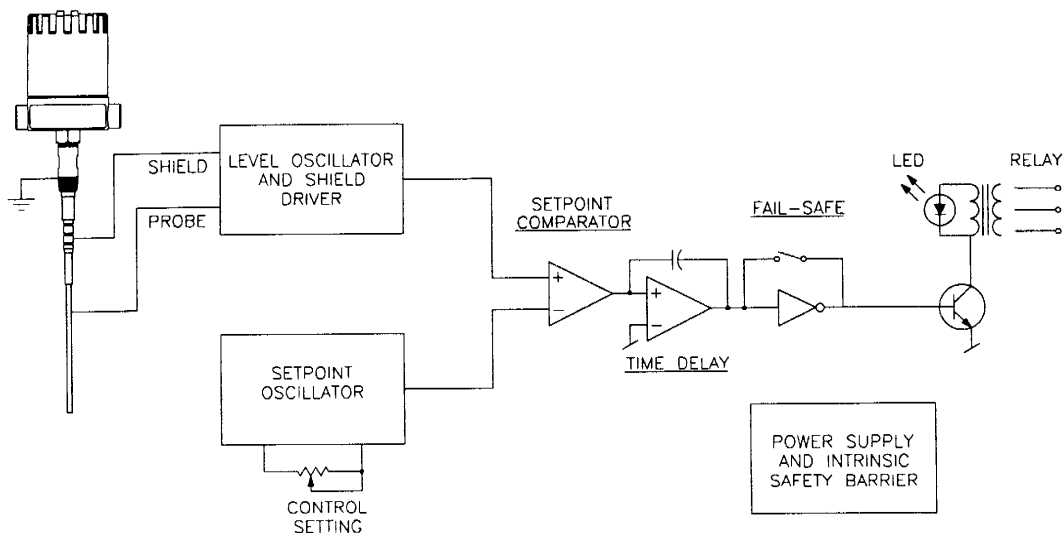 SHIELD
PROBE
LEVEL OSCILLATOR
AND SHIELD
DRIVER
SETPOINT
COMPARATOR
+
−
TIME DELAY
+
−
FAIL-SAFE
LED
RELAY
SETPOINT
OSCILLATOR
CONTROL
SETTING
POWER SUPPLY
AND INTRINSIC
SAFETY BARRIER